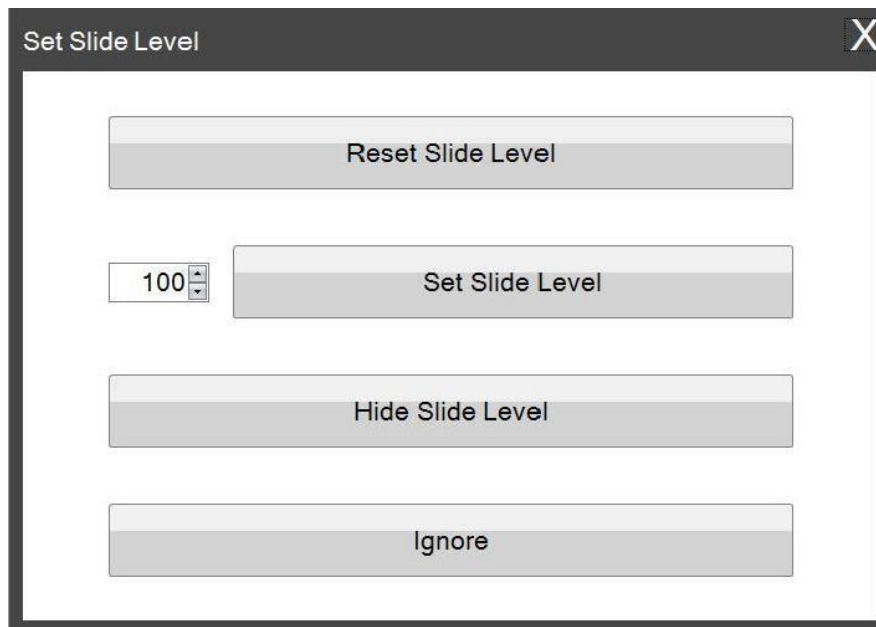 Set Slide Level X
Reset Slide Level
100 Set Slide Level
Hide Slide Level
Ignore